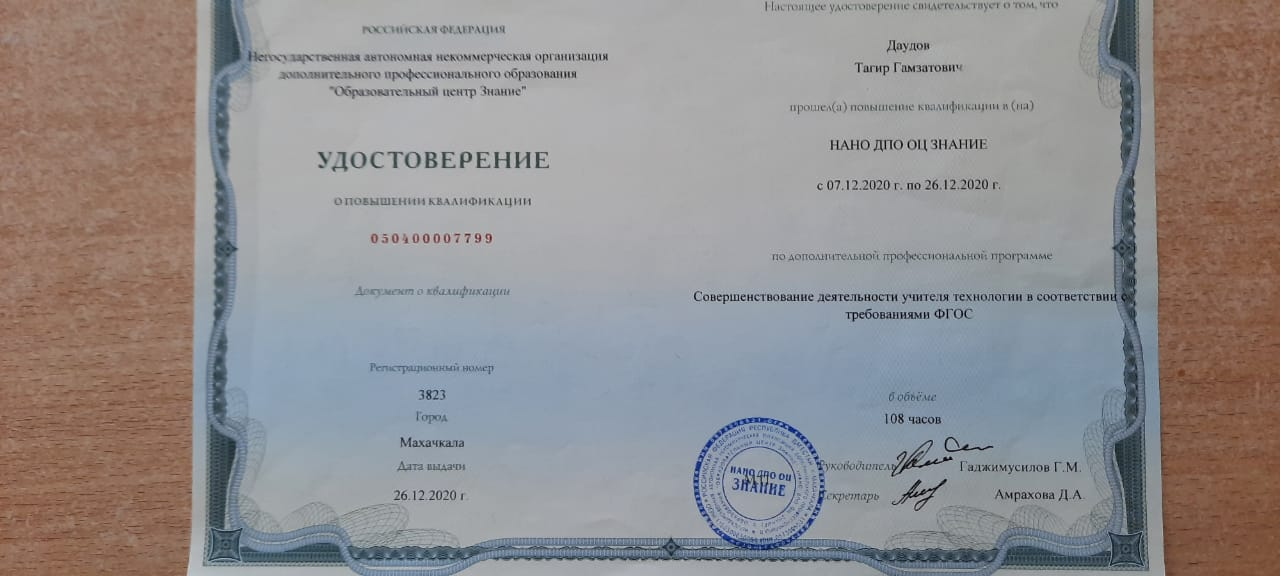 РОССИЙСКАЯ ФЕДЕРАЦИЯ
Негосударственная автономная некоммерческая организация
дополнительного профессионального образования
"Образовательный центр Знание"
УДОСТОВЕРЕНИЕ
О ПОВЫШЕНИИ КВАЛИФИКАЦИИ
050400007799
Документ о квалификации
Регистрационный номер
3823
Город
Махачкала
Дата выдачи
26.12.2020 г.
Настоящее удостоверение свидетельствует о том, что
Даудов
Тагир Гамзатович
прошел(а) повышение квалификации в (на)
НАНО ДПО ОЦ ЗНАНИЕ
с 07.12.2020 г. по 26.12.2020 г.
по дополнительной профессиональной программе
Совершенствование деятельности учителя технологии в соответствии с
требованиями ФГОС
в объёме
108 часов
Руководитель Гаджимусилов Г.М.
Секретарь Амрахова Д.А.
НАНО ДПО ОЦ
ЗНАНИЕ